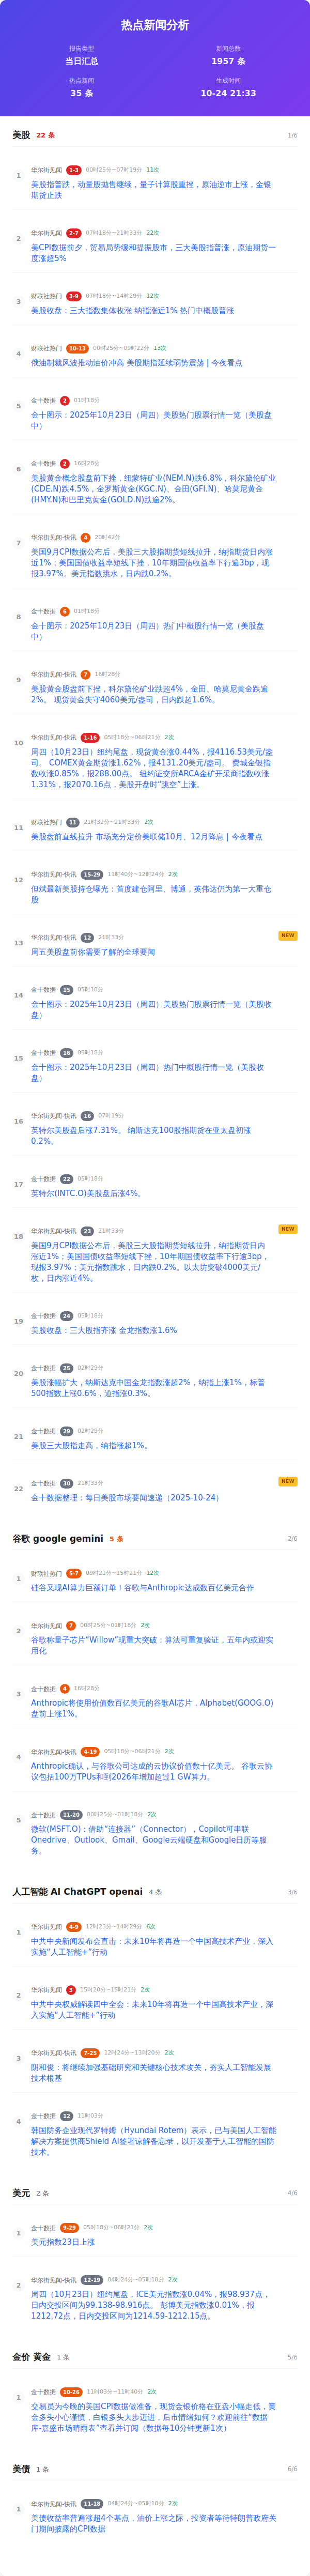 热点新闻分析
报告类型
新闻总数
当日汇总
1957 条
热点新闻
生成时间
35 条
10-24 21:33
美股 22 条 1/6
1
华尔街见闻 1-3 00时25分~07时19分 11次
美股指普跌，动量股抛售继续，量子计算股重挫，原油逆市上涨，金银
期货止跌
2
华尔街见闻 2-7 07时18分~21时33分 22次
美CPI数据前夕，贸易局势缓和提振股市，三大美股指普涨，原油期货一
度涨超5%
3
财联社热门 3-9 07时18分~14时29分 12次
美股收盘：三大指数集体收涨 纳指涨近1% 热门中概股普涨
4
财联社热门 10-13 00时25分~09时22分 13次
俄油制裁风波推动油价冲高 美股期指延续弱势震荡 | 今夜看点
5
金十数据 2 01时18分
金十图示：2025年10月23日（周四）美股热门股票行情一览（美股盘
中）
6
金十数据 2 16时28分
美股黄金概念股盘前下挫，纽蒙特矿业(NEM.N)跌6.8%，科尔黛伦矿业
(CDE.N)跌4.5%，金罗斯黄金(KGC.N)、金田(GFI.N)、哈莫尼黄金
(HMY.N)和巴里克黄金(GOLD.N)跌逾2%。
7
华尔街见闻-快讯 4 20时42分
美国9月CPI数据公布后，美股三大股指期货短线拉升，纳指期货日内涨
近1%；美国国债收益率短线下挫，10年期国债收益率下行逾3bp，现
报3.97%。美元指数跳水，日内跌0.2%。
8
金十数据 6 01时18分
金十图示：2025年10月23日（周四）热门中概股行情一览（美股盘
中）
9
华尔街见闻-快讯 7 16时28分
美股黄金股盘前下挫，科尔黛伦矿业跌超4%，金田、哈莫尼黄金跌逾
2%。 现货黄金失守4060美元/盎司，日内跌超1.6%。
10
华尔街见闻-快讯 1-16 05时18分~06时21分 2次
周四（10月23日）纽约尾盘，现货黄金涨0.44%，报4116.53美元/盎
司。 COMEX黄金期货涨1.62%，报4131.20美元/盎司。 费城金银指
数收涨0.85%，报288.00点。 纽约证交所ARCA金矿开采商指数收涨
1.31%，报2070.16点，美股开盘时“跳空”上涨。
11
财联社热门 11 21时32分~21时33分 2次
美股盘前直线拉升 市场充分定价美联储10月、12月降息 | 今夜看点
12
华尔街见闻-快讯 15-29 11时40分~12时24分 2次
但斌最新美股持仓曝光：首度建仓阿里、博通，英伟达仍为第一大重仓
股
13
华尔街见闻-快讯 12 21时33分
NEW
周五美股盘前你需要了解的全球要闻
14
金十数据 15 05时18分
金十图示：2025年10月23日（周四）美股热门股票行情一览（美股收
盘）
15
金十数据 16 05时18分
金十图示：2025年10月23日（周四）热门中概股行情一览（美股收
盘）
16
华尔街见闻-快讯 16 07时19分
英特尔美股盘后涨7.31%。 纳斯达克100股指期货在亚太盘初涨
0.2%。
17
金十数据 22 05时18分
英特尔(INTC.O)美股盘后涨4%。
18
华尔街见闻-快讯 23 21时33分
NEW
美国9月CPI数据公布后，美股三大股指期货短线拉升，纳指期货日内
涨近1%；美国国债收益率短线下挫，10年期国债收益率下行逾3bp，
现报3.97%；美元指数跳水，日内跌0.2%。以太坊突破4000美元/
枚，日内涨近4%。
19
金十数据 24 05时18分
美股收盘：三大股指齐涨 金龙指数涨1.6%
20
金十数据 25 02时29分
美股涨幅扩大，纳斯达克中国金龙指数涨超2%，纳指上涨1%，标普
500指数上涨0.6%，道指涨0.3%。
21
金十数据 29 02时29分
美股三大股指走高，纳指涨超1%。
22
金十数据 30 21时33分
NEW
金十数据整理：每日美股市场要闻速递（2025-10-24）
谷歌 google gemini 5 条 2/6
1
财联社热门 5-7 09时21分~15时21分 12次
硅谷又现AI算力巨额订单！谷歌与Anthropic达成数百亿美元合作
2
华尔街见闻 7 00时25分~01时18分 2次
谷歌称量子芯片“Willow”现重大突破：算法可重复验证，五年内或迎实
用化
3
金十数据 4 16时28分
Anthropic将使用价值数百亿美元的谷歌AI芯片，Alphabet(GOOG.O)
盘前上涨1%。
4
华尔街见闻-快讯 4-19 05时18分~06时21分 2次
Anthropic确认，与谷歌公司达成的云协议价值数十亿美元。 谷歌云协
议包括100万TPUs和到2026年增加超过1 GW算力。
5
金十数据 11-20 00时25分~01时18分 2次
微软(MSFT.O)：借助“连接器”（Connector），Copilot可串联
Onedrive、Outlook、Gmail、Google云端硬盘和Google日历等服
务。
人工智能 AI ChatGPT openai 4 条 3/6
1
华尔街见闻 4-9 12时23分~14时29分 6次
中共中央新闻发布会直击：未来10年将再造一个中国高技术产业，深入
实施“人工智能+”行动
2
华尔街见闻 3 15时20分~15时21分 2次
中共中央权威解读四中全会：未来10年将再造一个中国高技术产业，深
入实施“人工智能+”行动
3
华尔街见闻-快讯 7-25 12时24分~13时20分 2次
阴和俊：将继续加强基础研究和关键核心技术攻关，夯实人工智能发展
技术根基
4
金十数据 12 11时03分
韩国防务企业现代罗特姆（Hyundai Rotem）表示，已与美国人工智能
解决方案提供商Shield AI签署谅解备忘录，以开发基于人工智能的国防
技术。
美元 2 条 4/6
1
金十数据 9-29 05时18分~06时21分 2次
美元指数23日上涨
2
华尔街见闻-快讯 12-19 04时24分~05时18分 2次
周四（10月23日）纽约尾盘，ICE美元指数涨0.04%，报98.937点，
日内交投区间为99.138-98.916点。 彭博美元指数涨0.01%，报
1212.72点，日内交投区间为1214.59-1212.15点。
金价 黄金 1 条 5/6
1
金十数据 10-26 11时03分~11时40分 2次
交易员为今晚的美国CPI数据做准备，现货金银价格在亚盘小幅走低，黄
金多头小心谨慎，白银多头大步迈进，后市情绪如何？欢迎前往“数据
库-嘉盛市场晴雨表”查看并订阅（数据每10分钟更新1次）
美债 1 条 6/6
1
华尔街见闻-快讯 11-18 04时24分~05时18分 2次
美债收益率普遍涨超4个基点，油价上涨之际，投资者等待特朗普政府关
门期间披露的CPI数据